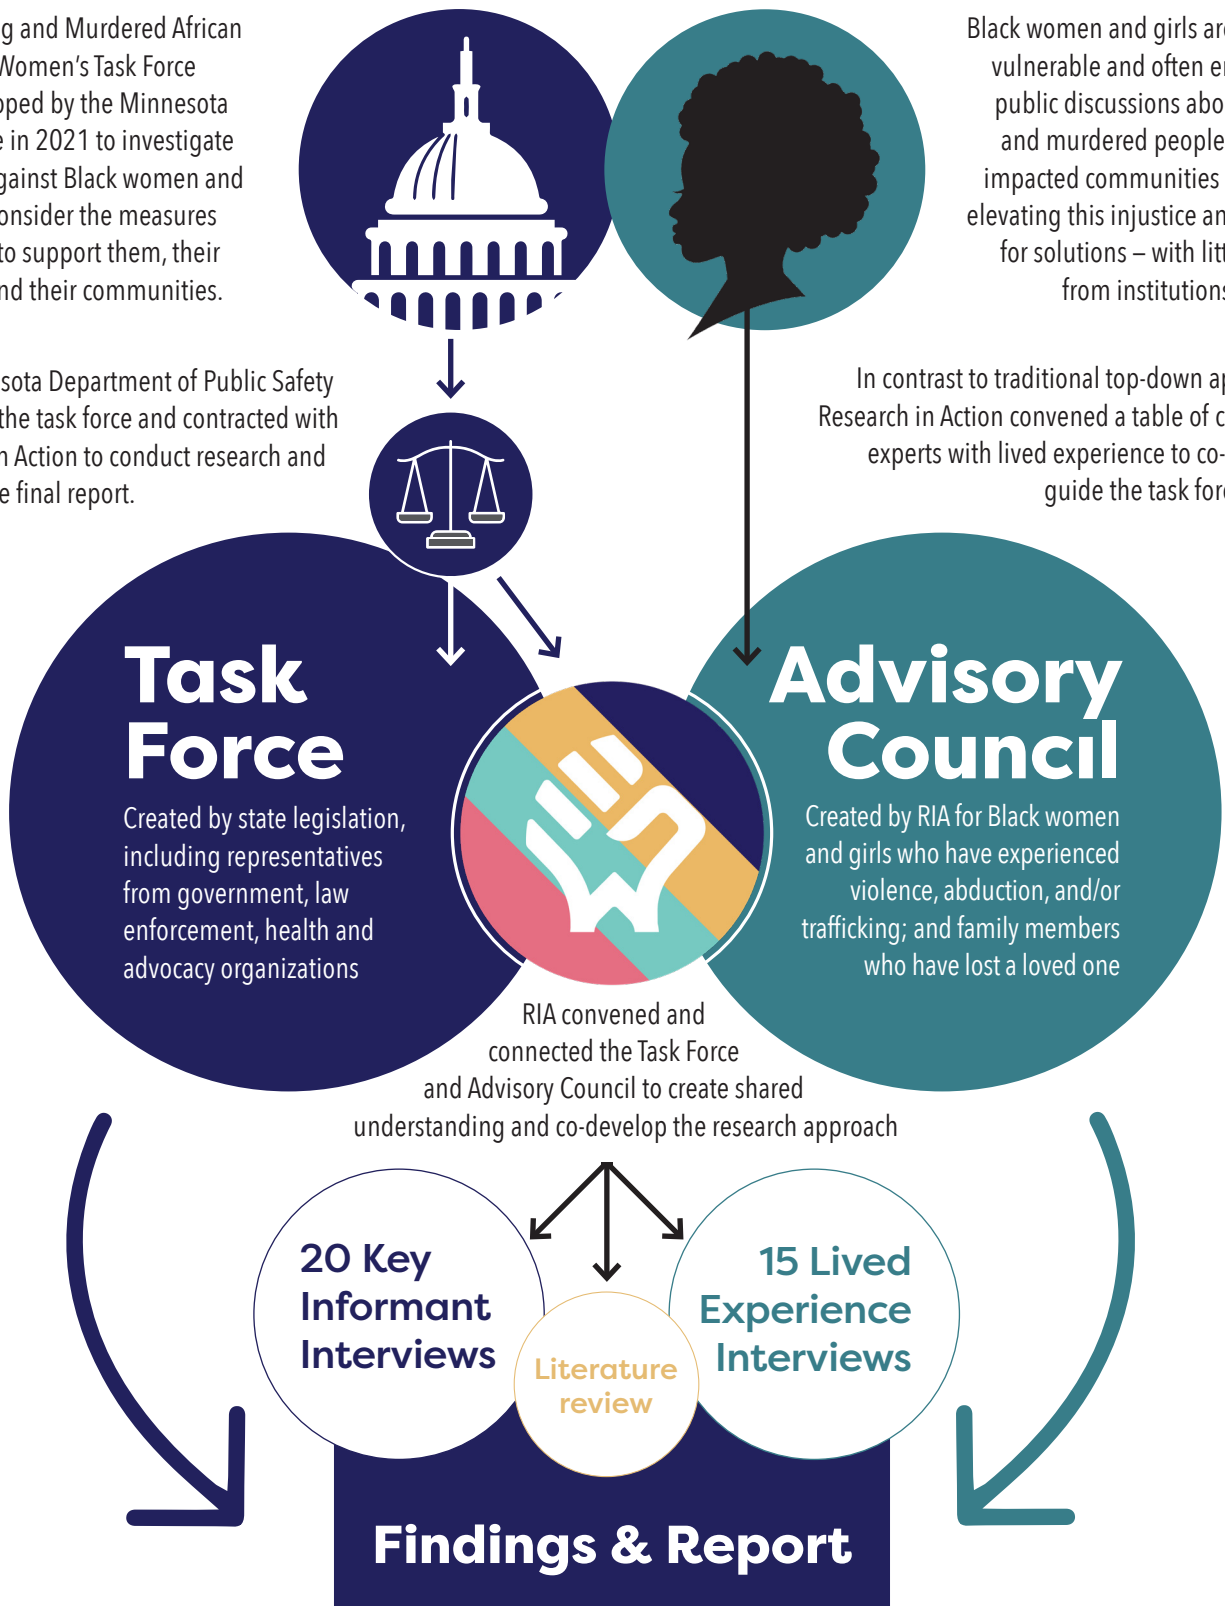 g and Murdered African
Women's Task Force
oped by the Minnesota
e in 2021 to investigate
gainst Black women and
onsider the measures
to support them, their
nd their communities.
Black women and girls are
vulnerable and often er
public discussions abo
and murdered people
impacted communities
elevating this injustice an
for solutions – with litt
from institutions
sota Department of Public Safety
the task force and contracted with
n Action to conduct research and
e final report.
In contrast to traditional top-down ap
Research in Action convened a table of c
experts with lived experience to co-
guide the task forc
Task
Force
Created by state legislation,
including representatives
from government, law
enforcement, health and
advocacy organizations
Advisory
Council
Created by RIA for Black women
and girls who have experienced
violence, abduction, and/or
trafficking; and family members
who have lost a loved one
RIA convened and
connected the Task Force
and Advisory Council to create shared
understanding and co-develop the research approach
20 Key
Informant
Interviews
Literature
review
15 Lived
Experience
Interviews
Findings & Report